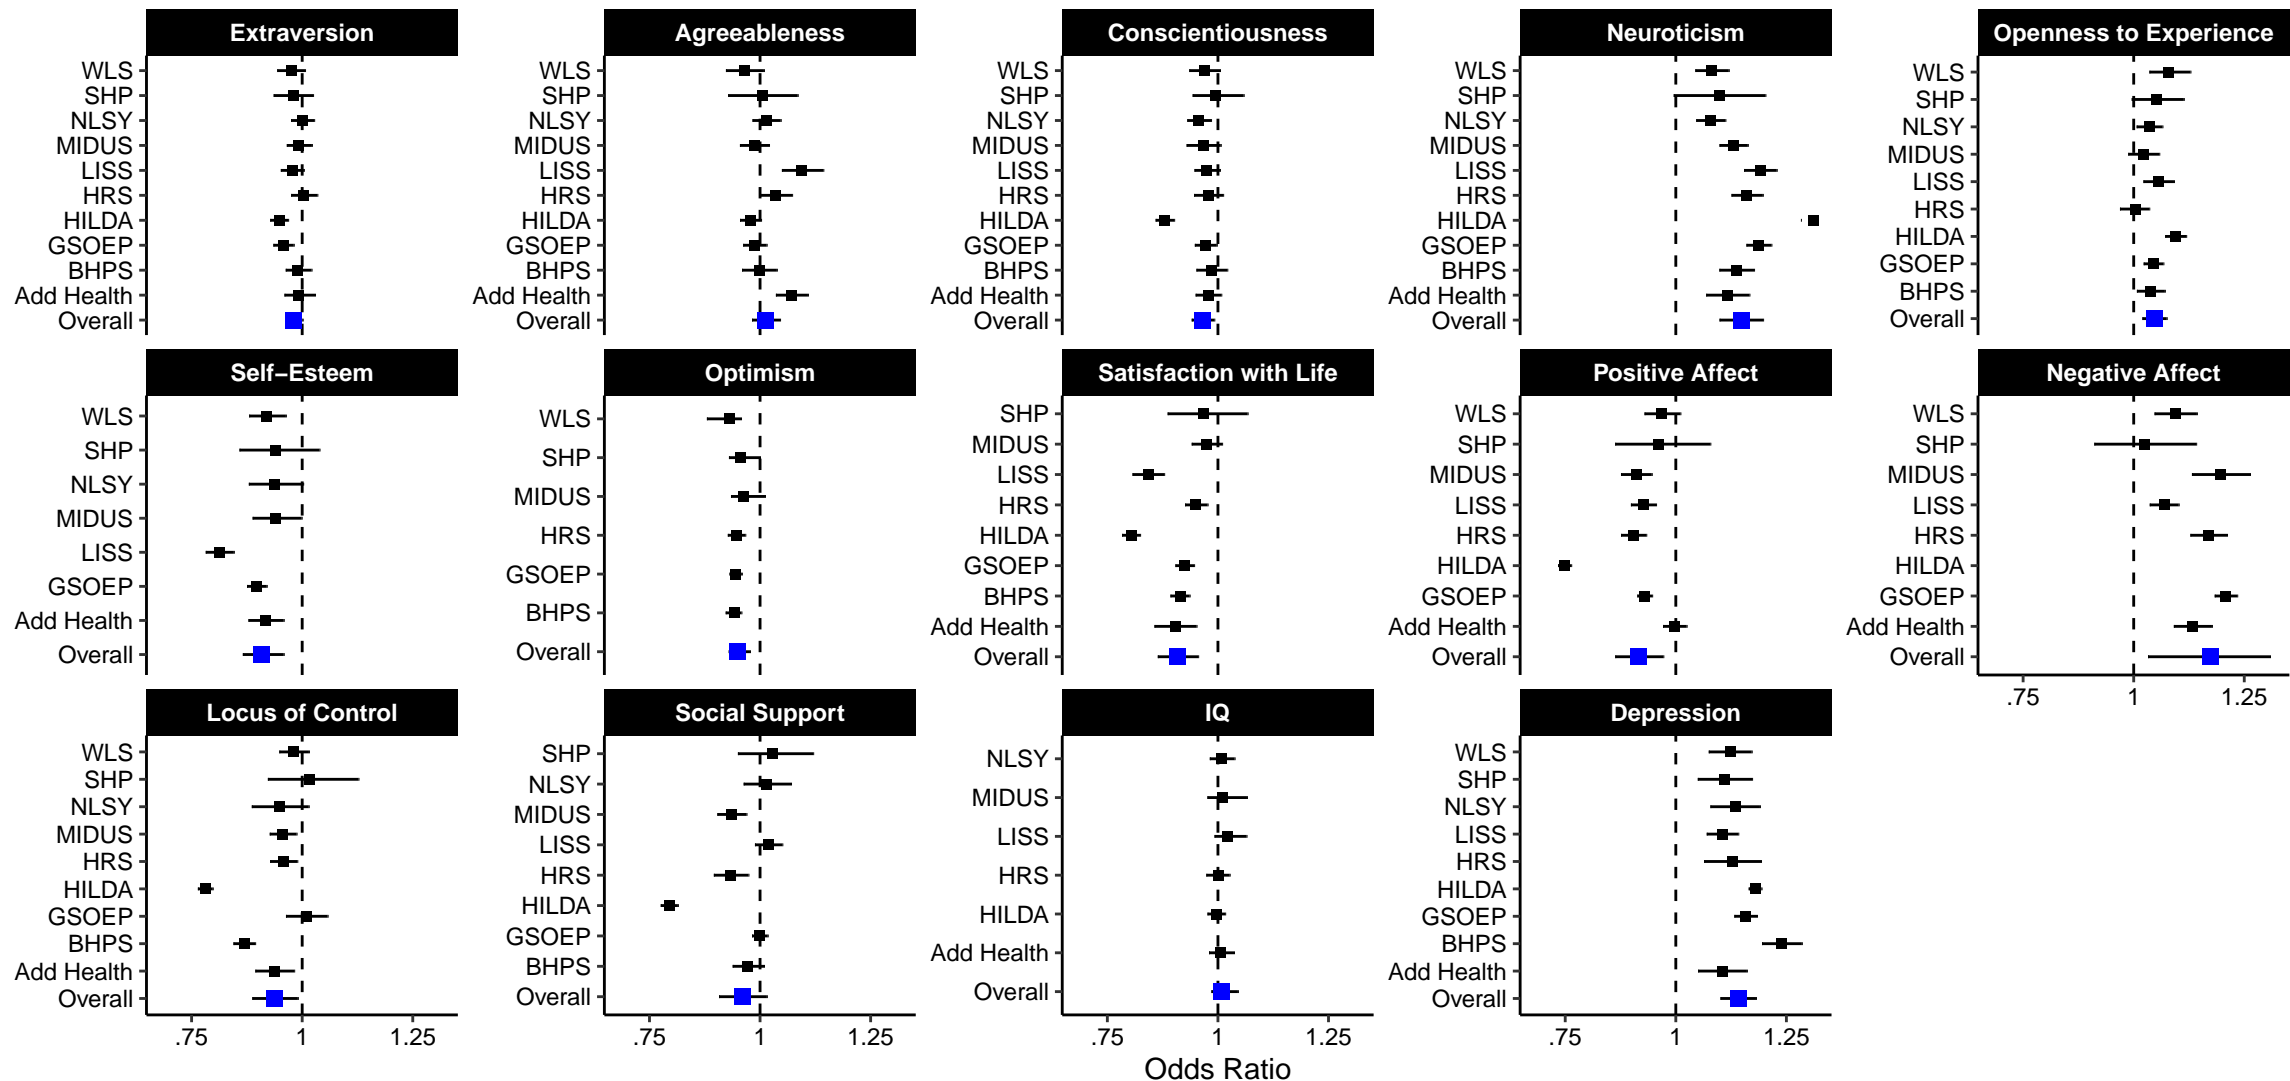 Extraversion
WLS
SHP
NLSY
MIDUS
LISS
HRS
HILDA
GSOEP
BHPS
Add Health
Overall
Agreeableness
WLS
SHP
NLSY
MIDUS
LISS
HRS
HILDA
GSOEP
BHPS
Add Health
Overall
Conscientiousness
WLS
SHP
NLSY
MIDUS
LISS
HRS
HILDA
GSOEP
BHPS
Add Health
Overall
Neuroticism
WLS
SHP
NLSY
MIDUS
LISS
HRS
HILDA
GSOEP
BHPS
Add Health
Overall
Openness to Experience
WLS
SHP
NLSY
MIDUS
LISS
HRS
HILDA
GSOEP
BHPS
Overall
Self−Esteem
WLS
SHP
NLSY
MIDUS
LISS
GSOEP
Add Health
Overall
Optimism
WLS
SHP
MIDUS
HRS
GSOEP
BHPS
Overall
Satisfaction with Life
SHP
MIDUS
LISS
HRS
HILDA
GSOEP
BHPS
Add Health
Overall
Positive Affect
WLS
SHP
MIDUS
LISS
HRS
HILDA
GSOEP
Add Health
Overall
Negative Affect
WLS
SHP
MIDUS
LISS
HRS
HILDA
GSOEP
Add Health
Overall
.75 1 1.25
Locus of Control
WLS
SHP
NLSY
MIDUS
HRS
HILDA
GSOEP
BHPS
Add Health
Overall
.75 1 1.25
Social Support
SHP
NLSY
MIDUS
LISS
HRS
HILDA
GSOEP
BHPS
Overall
.75 1 1.25
IQ
NLSY
MIDUS
LISS
HRS
HILDA
Add Health
Overall
.75 1 1.25
Depression
WLS
SHP
NLSY
LISS
HRS
HILDA
GSOEP
BHPS
Add Health
Overall
.75 1 1.25
Odds Ratio